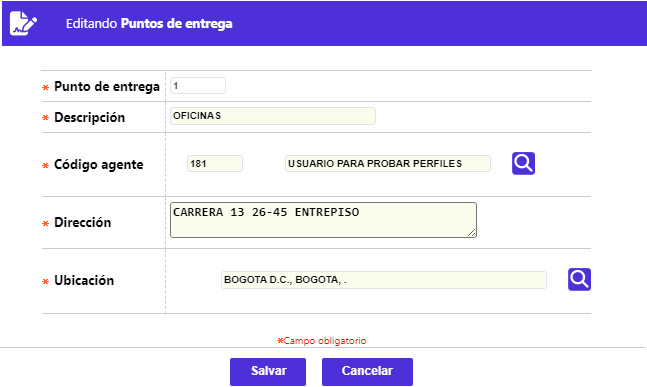 Editando Puntos de entrega
* Punto de entrega 1
* Descripción OFICINAS
* Código agente 181 USUARIO PARA PROBAR PERFILES
* Dirección CARRERA 13 26-45 ENTREPISO
* Ubicación BOGOTA D.C., BOGOTA, .
*Campo obligatorio
Salvar Cancelar